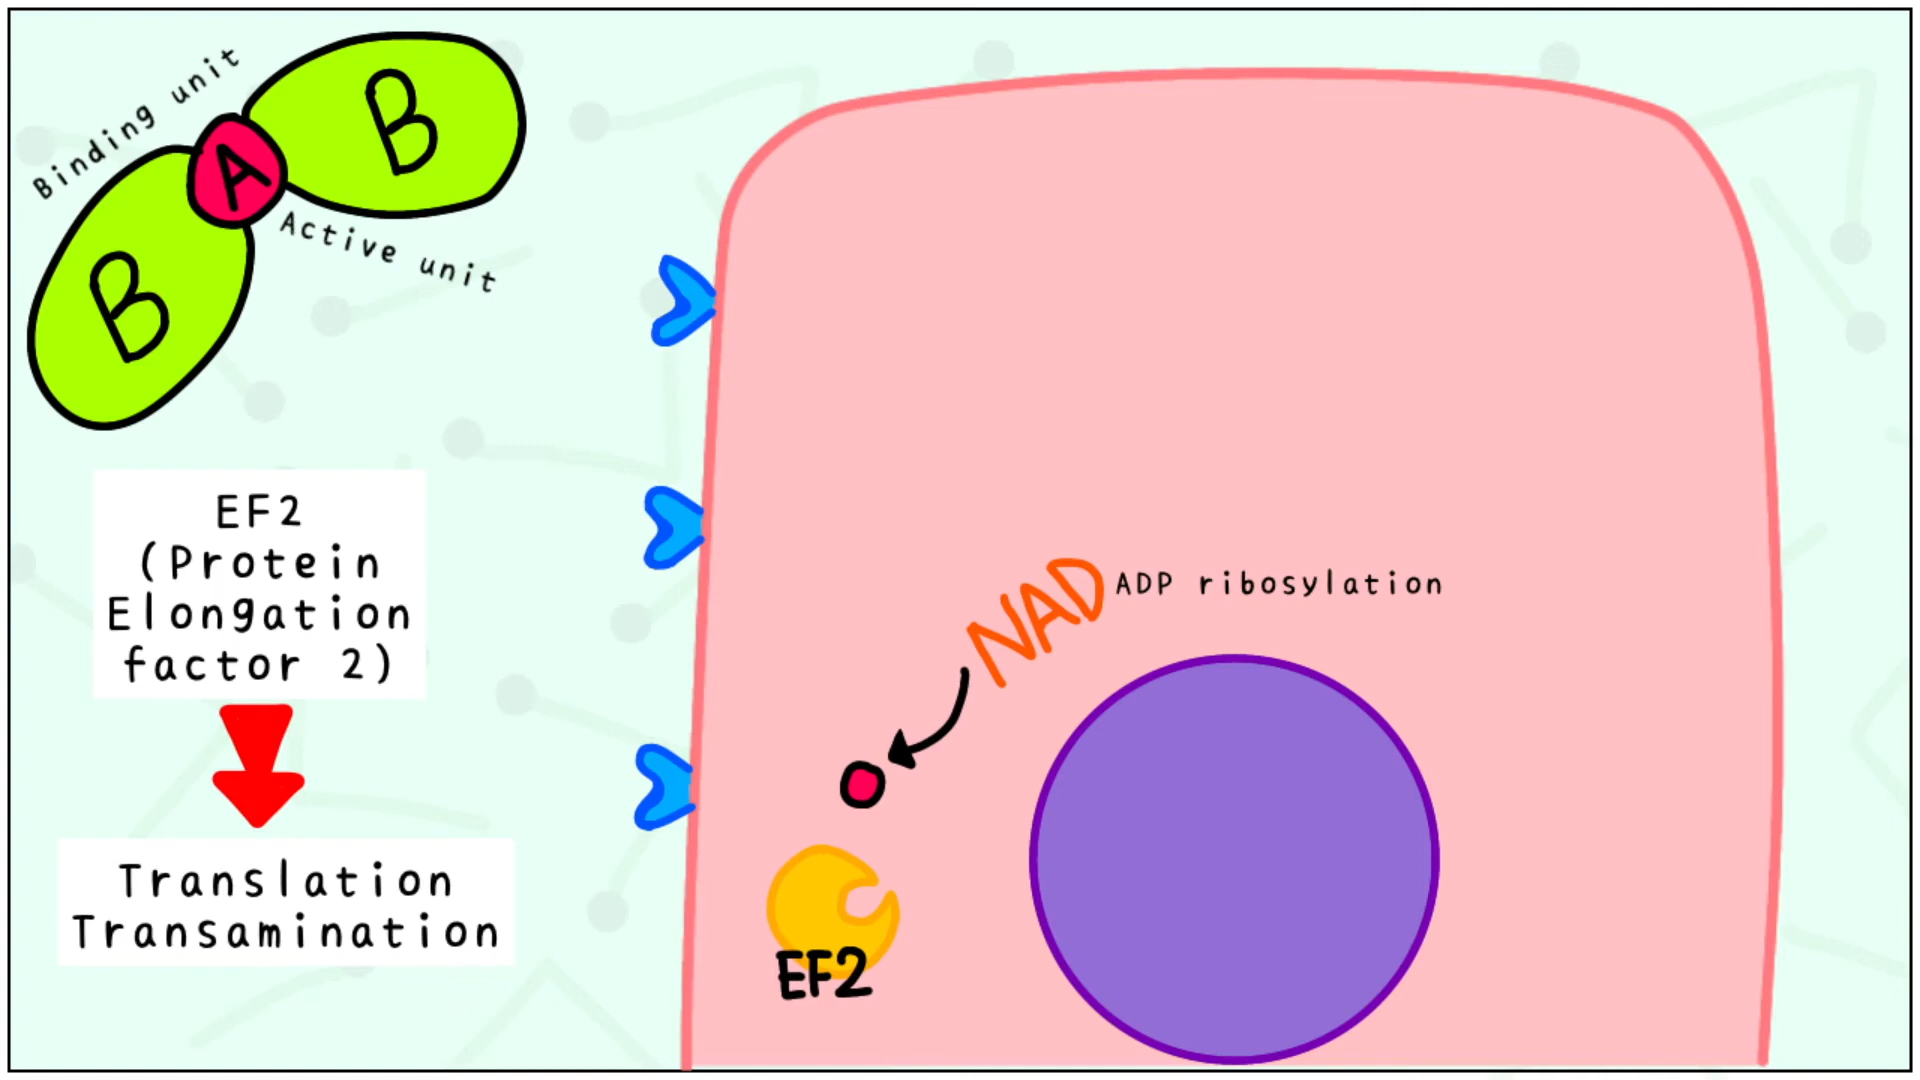 Binding unit
B
A
B
Active unit
EF2
(Protein
Elongation
factor 2)
Translation
Transamination
NAD
ADP ribosylation
EF2